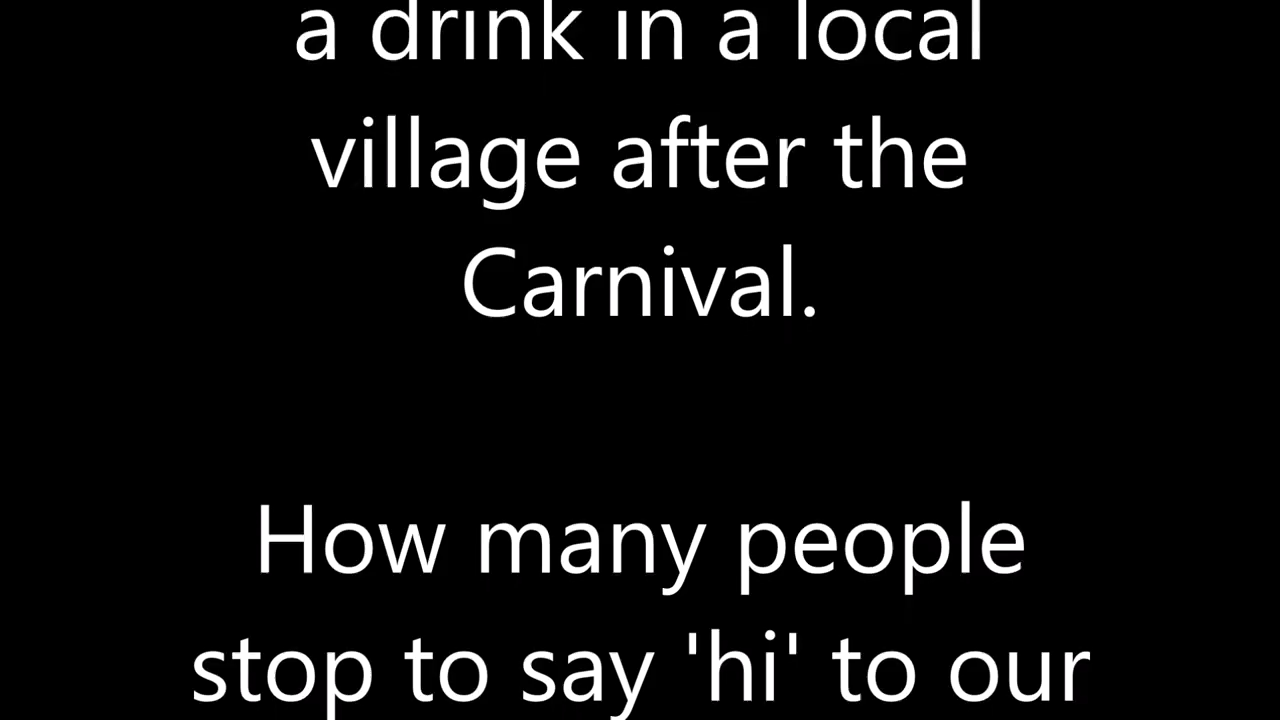 a drink in a local
village after the
Carnival.
How many people
stop to say 'hi' to our